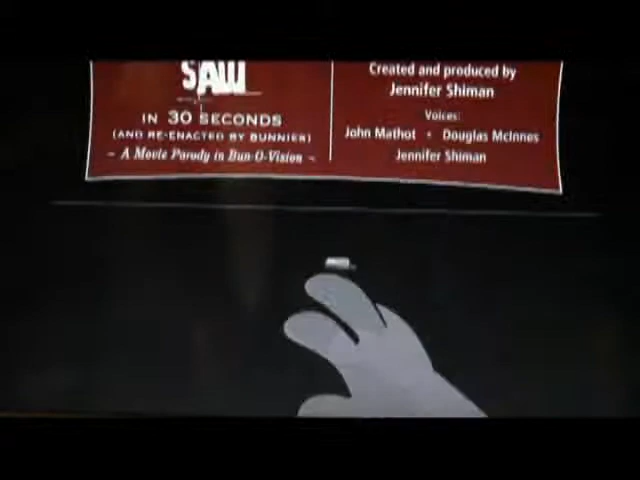 SAW
IN 30 SECONDS
(AND RE-ENACTED BY BUNNIES)
~ A Movie Parody in Bun-O-Vision ~
Created and produced by
Jennifer Shiman
Voices:
John Mathot • Douglas McInnes
Jennifer Shiman